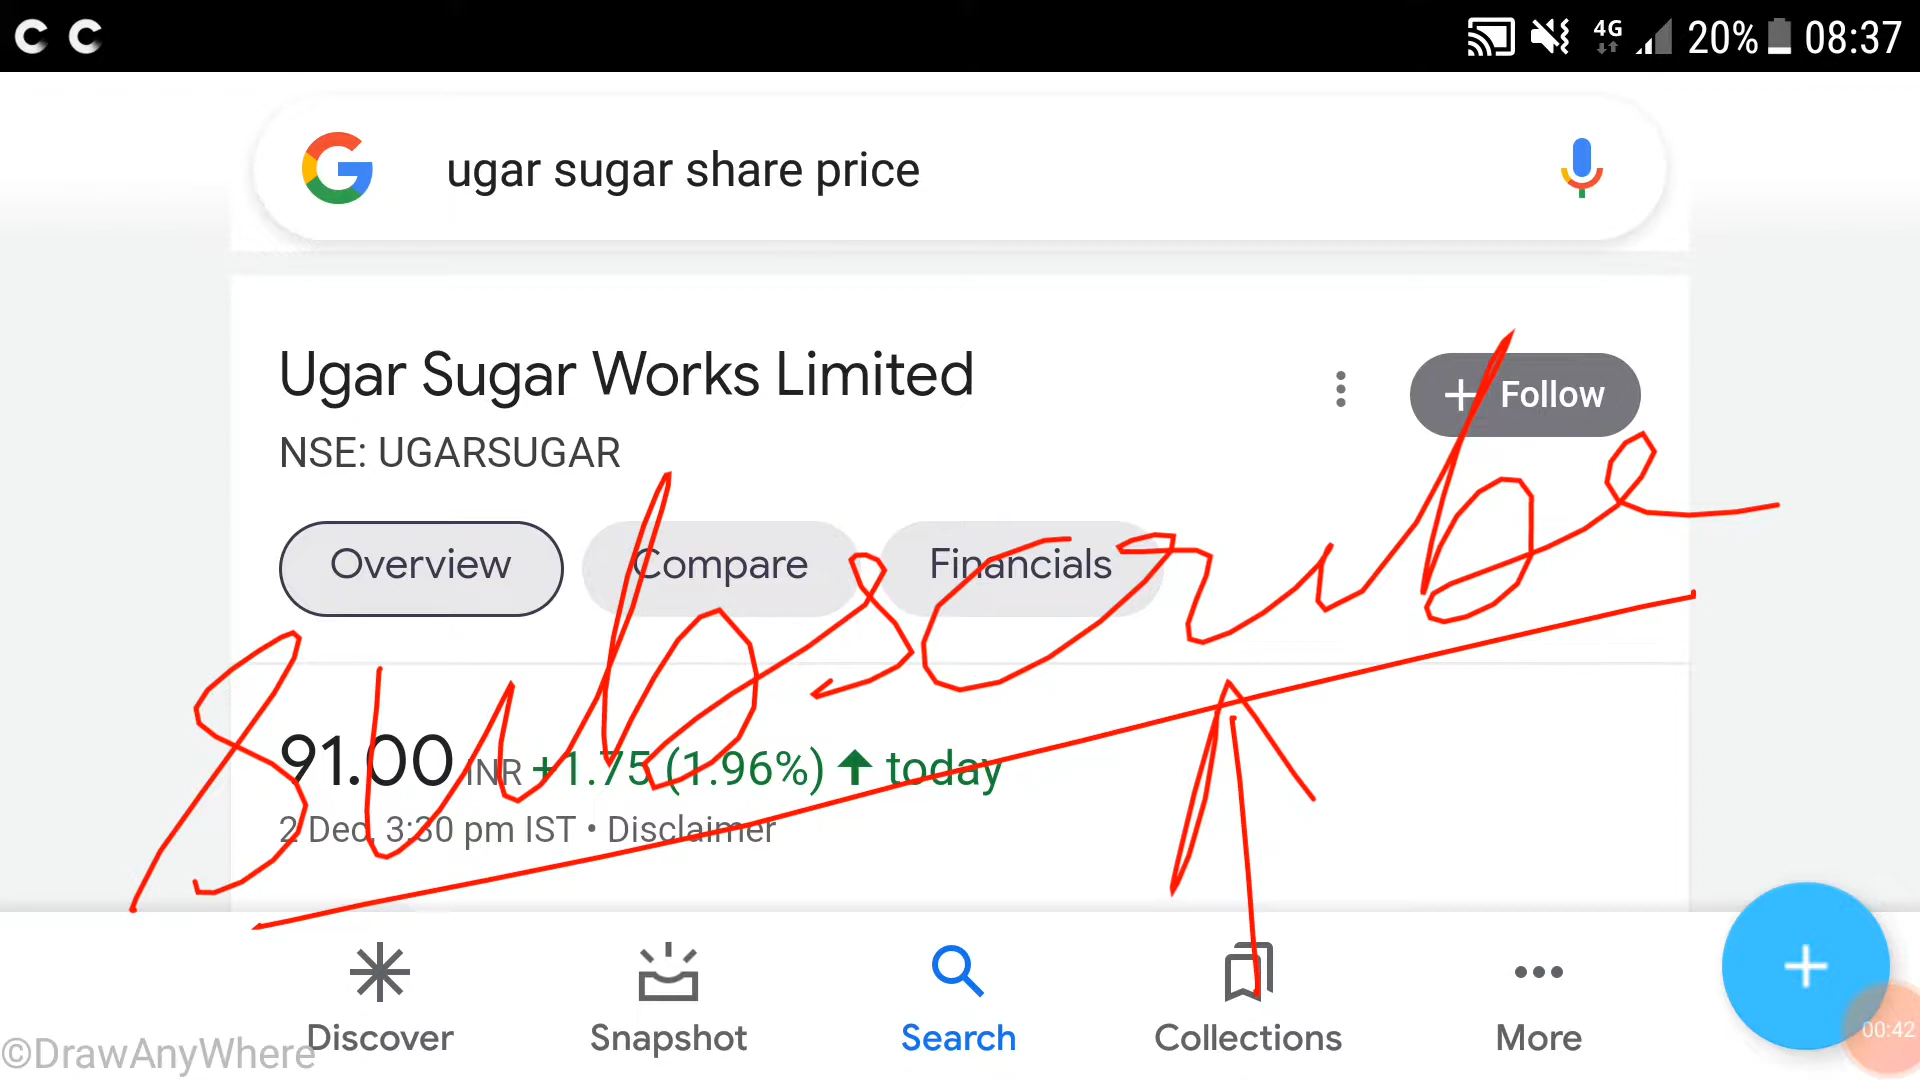 4G 20% 08:37
ugar sugar share price
Ugar Sugar Works Limited
+ Follow
NSE: UGARSUGAR
Overview Compare Financials
Subscribe
91.00 INR +1.75 (1.96%) ↑ today
2 Dec, 3:30 pm IST • Disclaimer
Discover Snapshot Search Collections More
00:42
©DrawAnyWhere